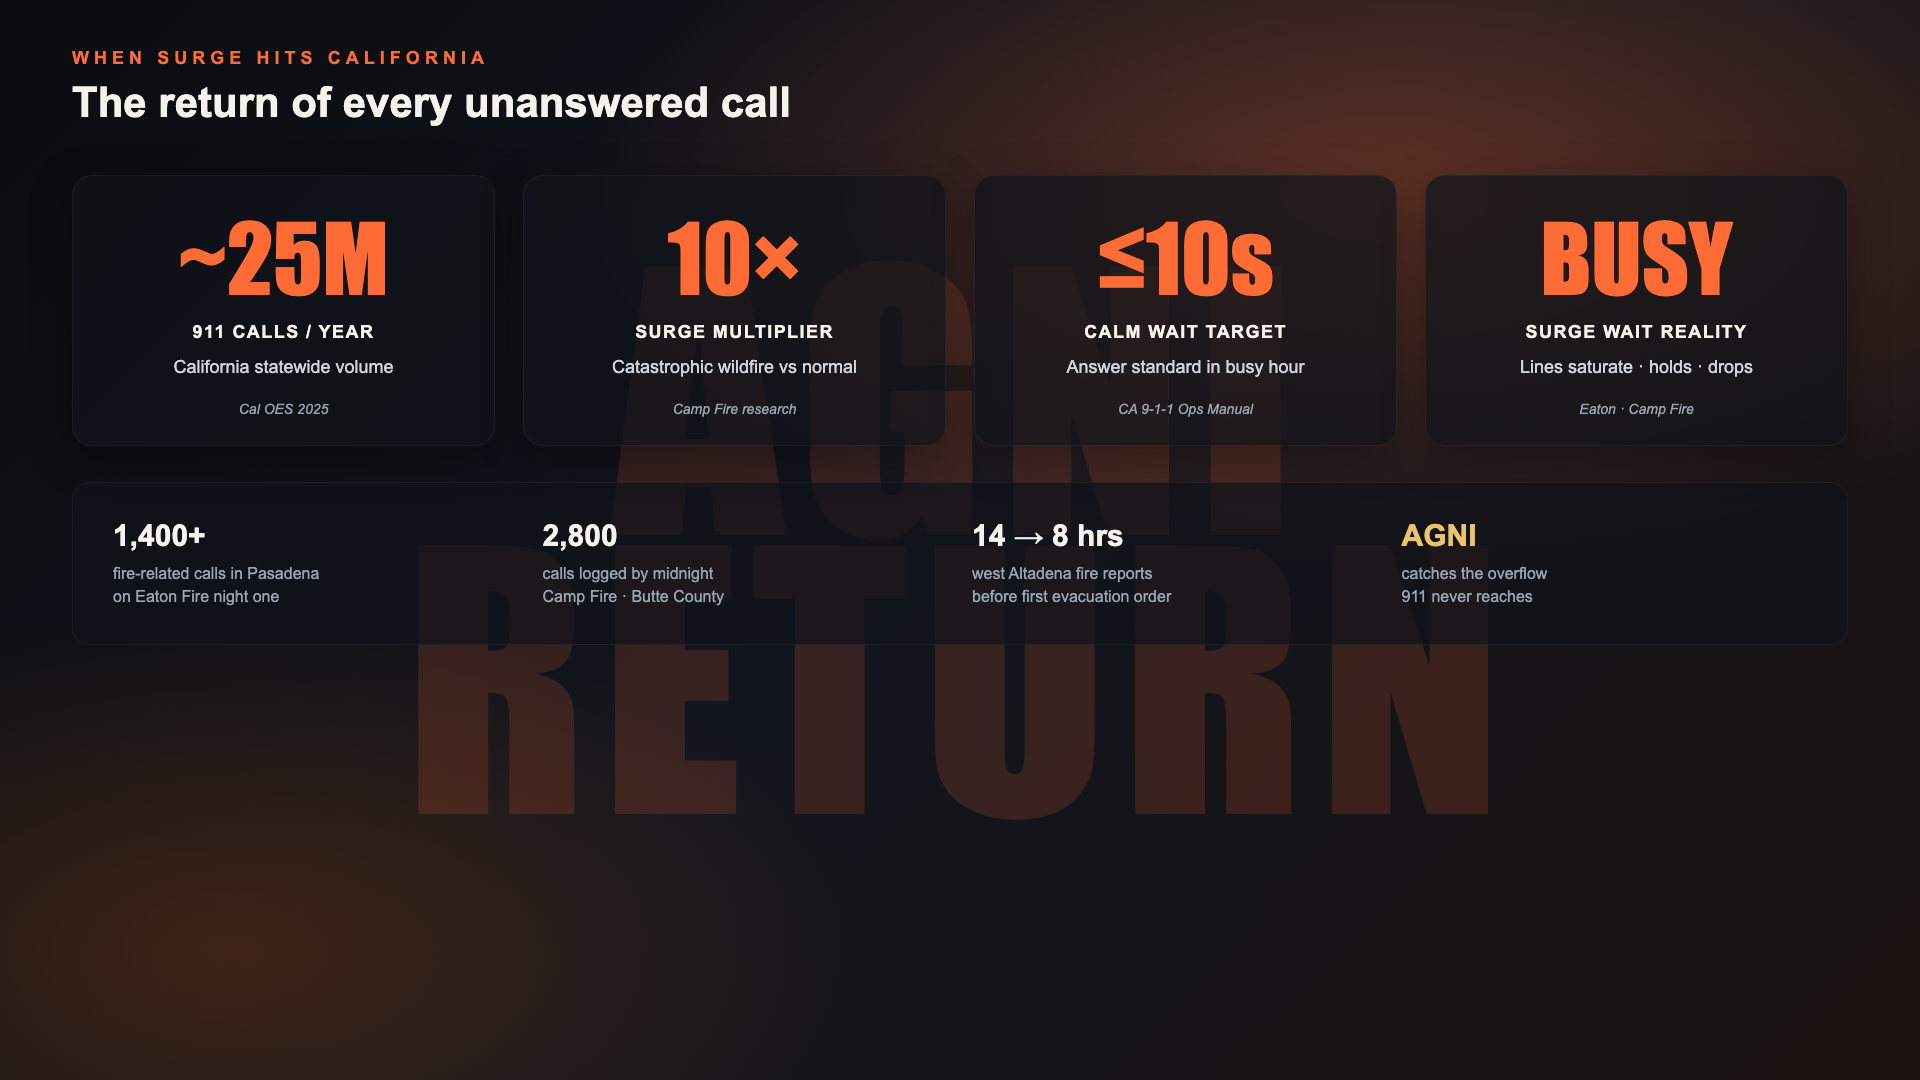 WHEN SURGE HITS CALIFORNIA
The return of every unanswered call
~25M
911 CALLS / YEAR
California statewide volume
Cal OES 2025
10×
SURGE MULTIPLIER
Catastrophic wildfire vs normal
Camp Fire research
≤10s
CALM WAIT TARGET
Answer standard in busy hour
CA 9-1-1 Ops Manual
BUSY
SURGE WAIT REALITY
Lines saturate · holds · drops
Eaton · Camp Fire
1,400+
fire-related calls in Pasadena
on Eaton Fire night one
2,800
calls logged by midnight
Camp Fire · Butte County
14 → 8 hrs
west Altadena fire reports
before first evacuation order
AGNI
catches the overflow
911 never reaches
AGNI
RETURN